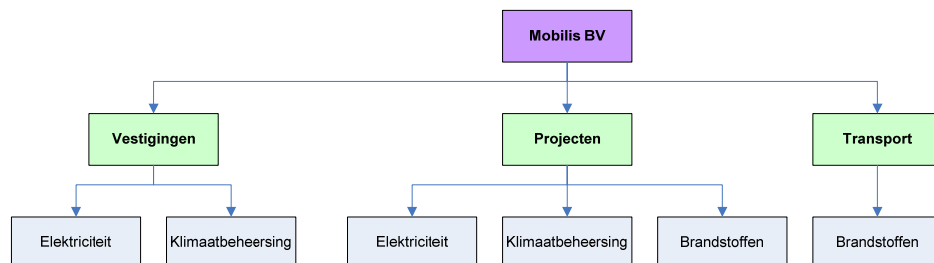 Mobilis BV
Vestigingen
Projecten
Transport
Elektriciteit
Klimaatbeheersing
Elektriciteit
Klimaatbeheersing
Brandstoffen
Brandstoffen